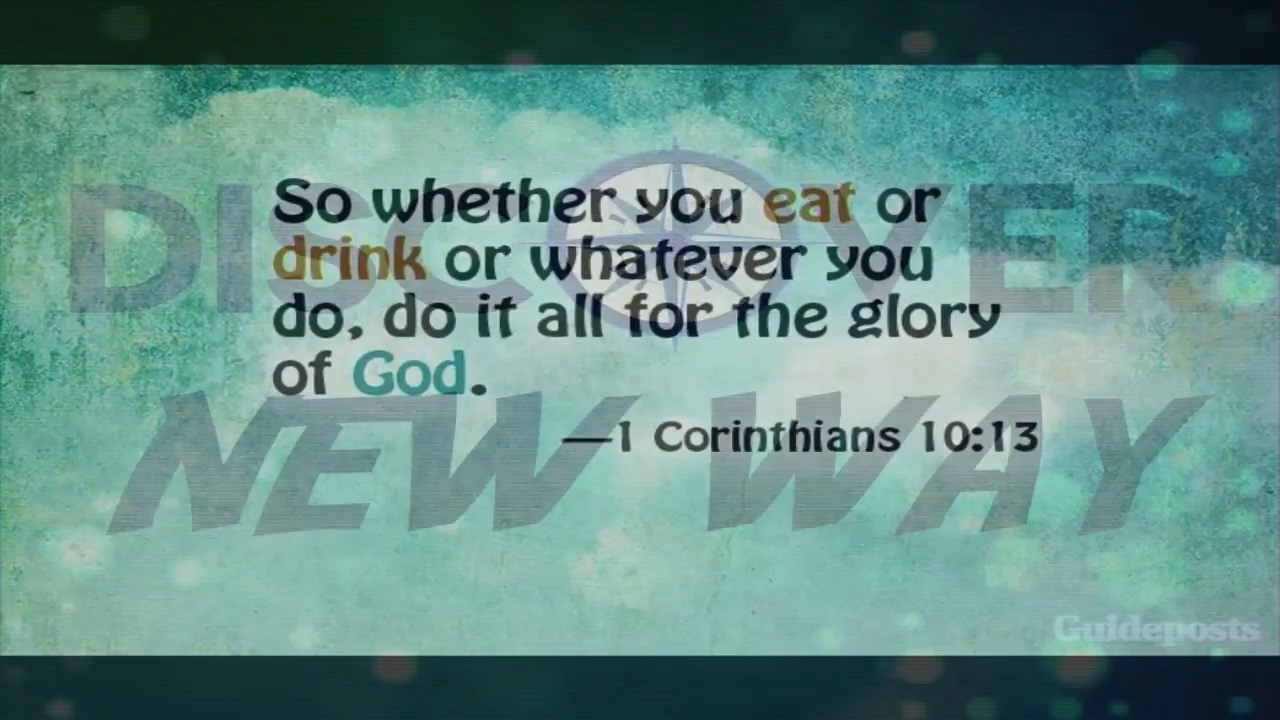 DISCOVER
So whether you eat or
drink or whatever you
do, do it all for the glory
of God.
NEW WAY
—1 Corinthians 10:13
Guideposts